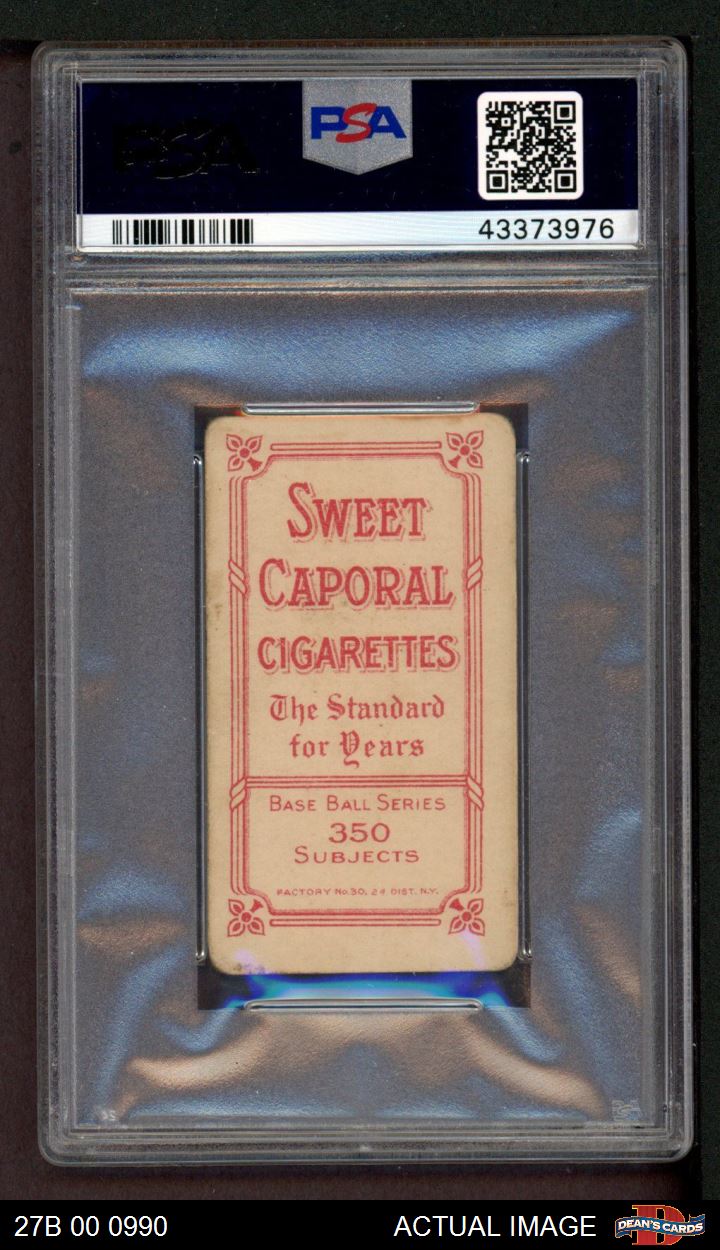 PSA
PSA
43373976
SWEET
CAPORAL
CIGARETTES
The Standard
for Years
BASE BALL SERIES
350
SUBJECTS
FACTORY No. 30, 2d DIST. N.Y.
27B 00 0990
ACTUAL IMAGE
DEAN'S CARDS